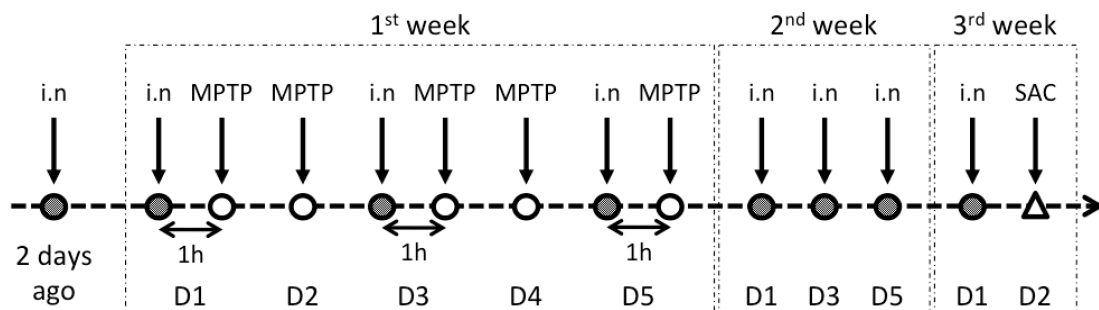 1st week 2nd week 3rd week
i.n i.n MPTP MPTP i.n MPTP MPTP i.n MPTP i.n i.n i.n i.n SAC
1h 1h 1h
2 days
ago D1 D2 D3 D4 D5 D1 D3 D5 D1 D2